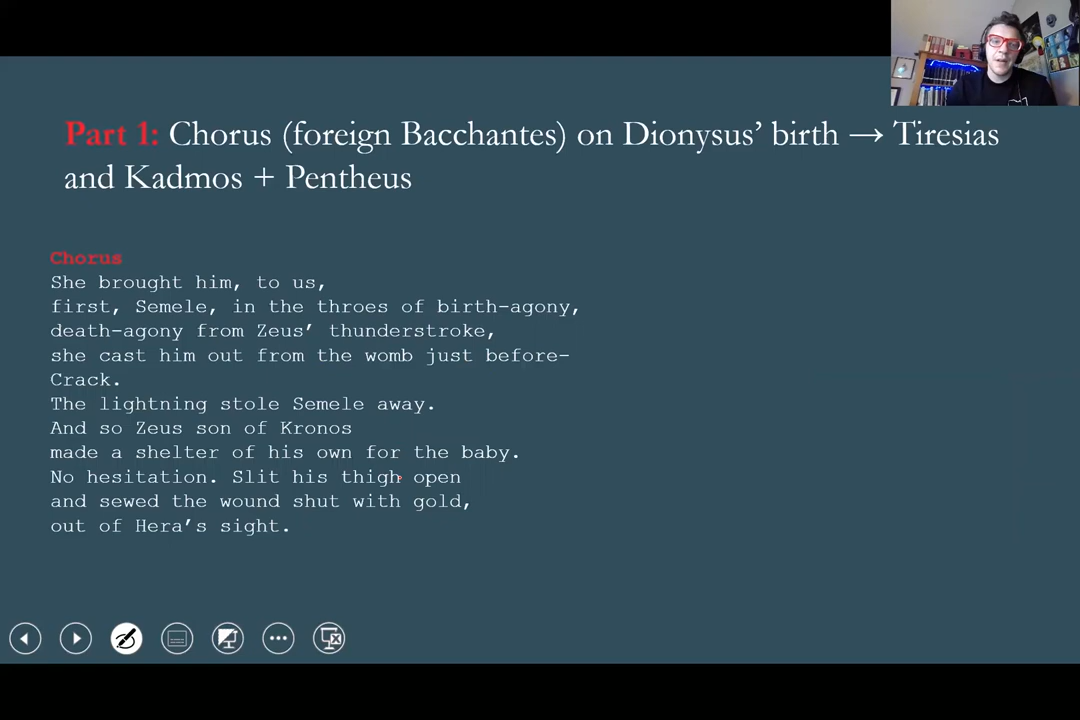 Part 1: Chorus (foreign Bacchantes) on Dionysus’ birth → Tiresias
and Kadmos + Pentheus
Chorus
She brought him, to us,
first, Semele, in the throes of birth-agony,
death-agony from Zeus’ thunderstroke,
she cast him out from the womb just before-
Crack.
The lightning stole Semele away.
And so Zeus son of Kronos
made a shelter of his own for the baby.
No hesitation. Slit his thigh open
and sewed the wound shut with gold,
out of Hera’s sight.